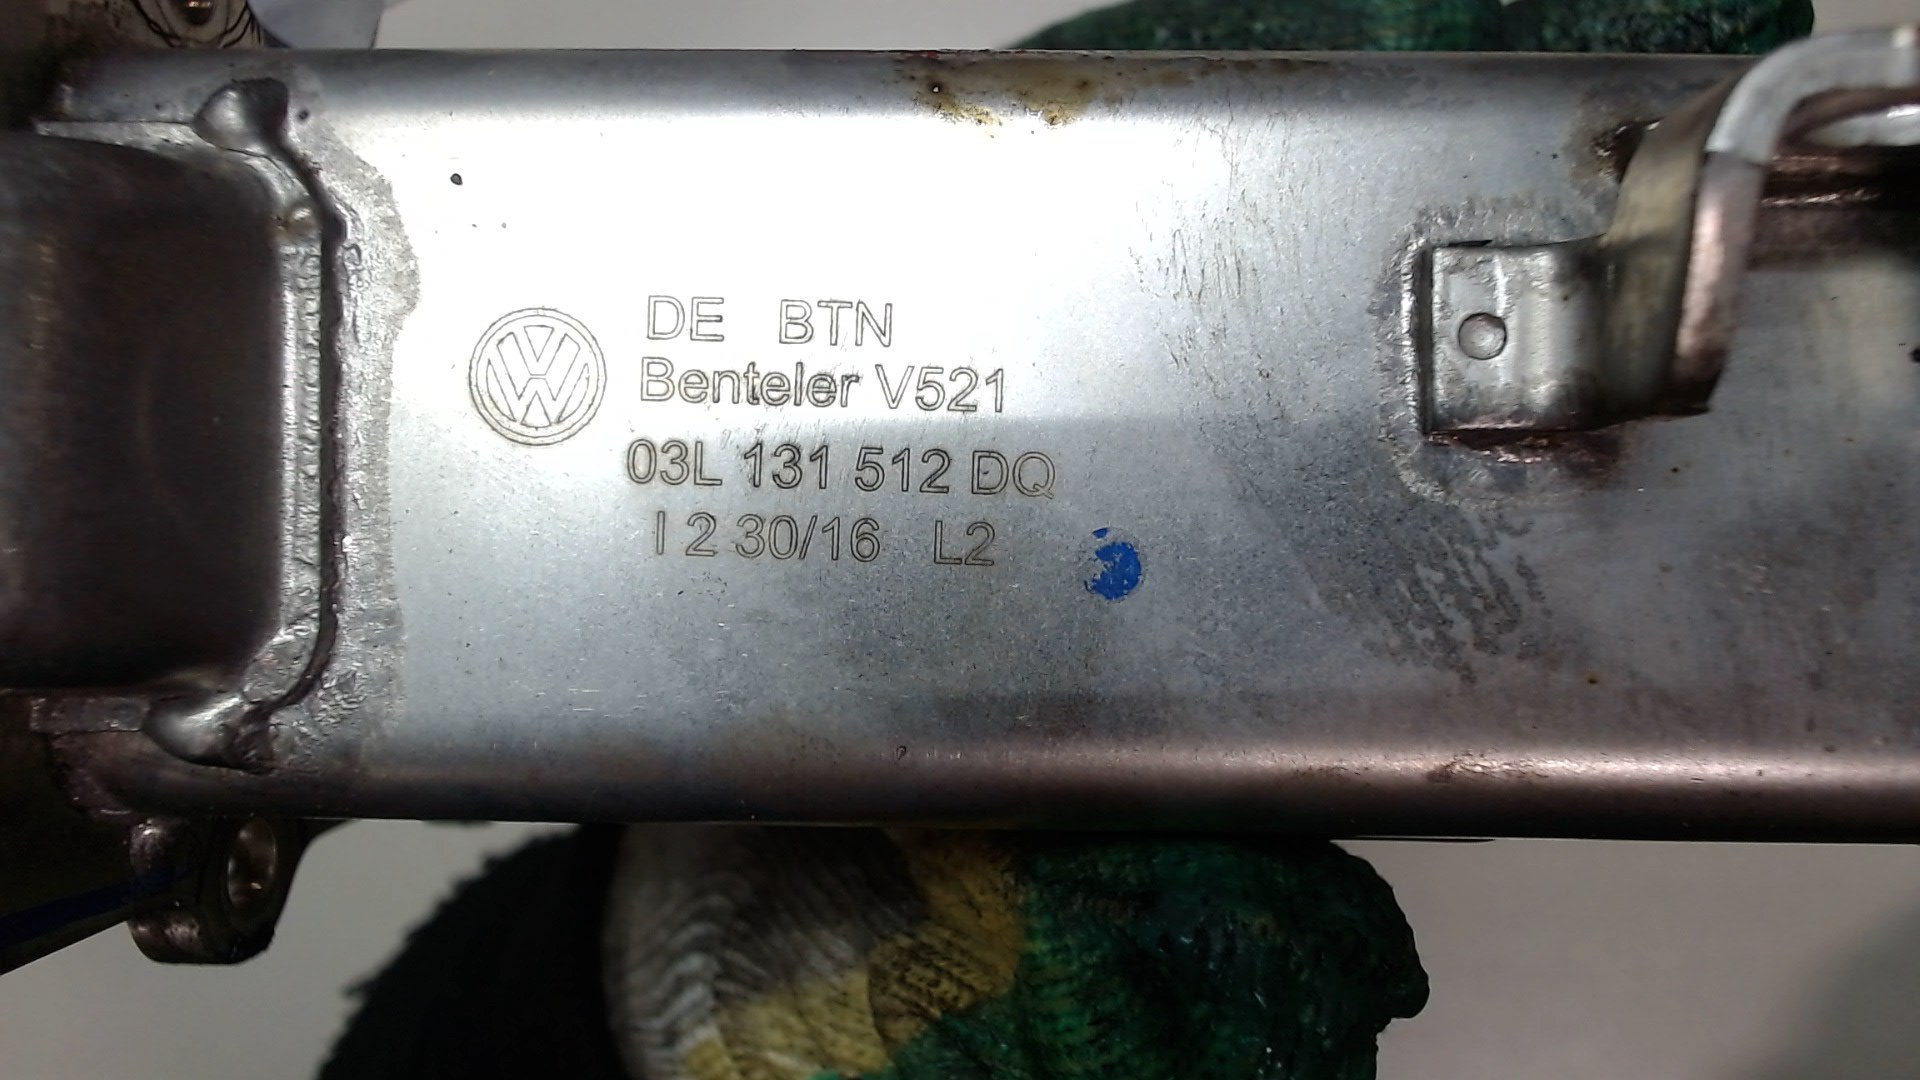 DE BTN
Benteler V521
03L 131 512 DQ
I 2 30/16 L2